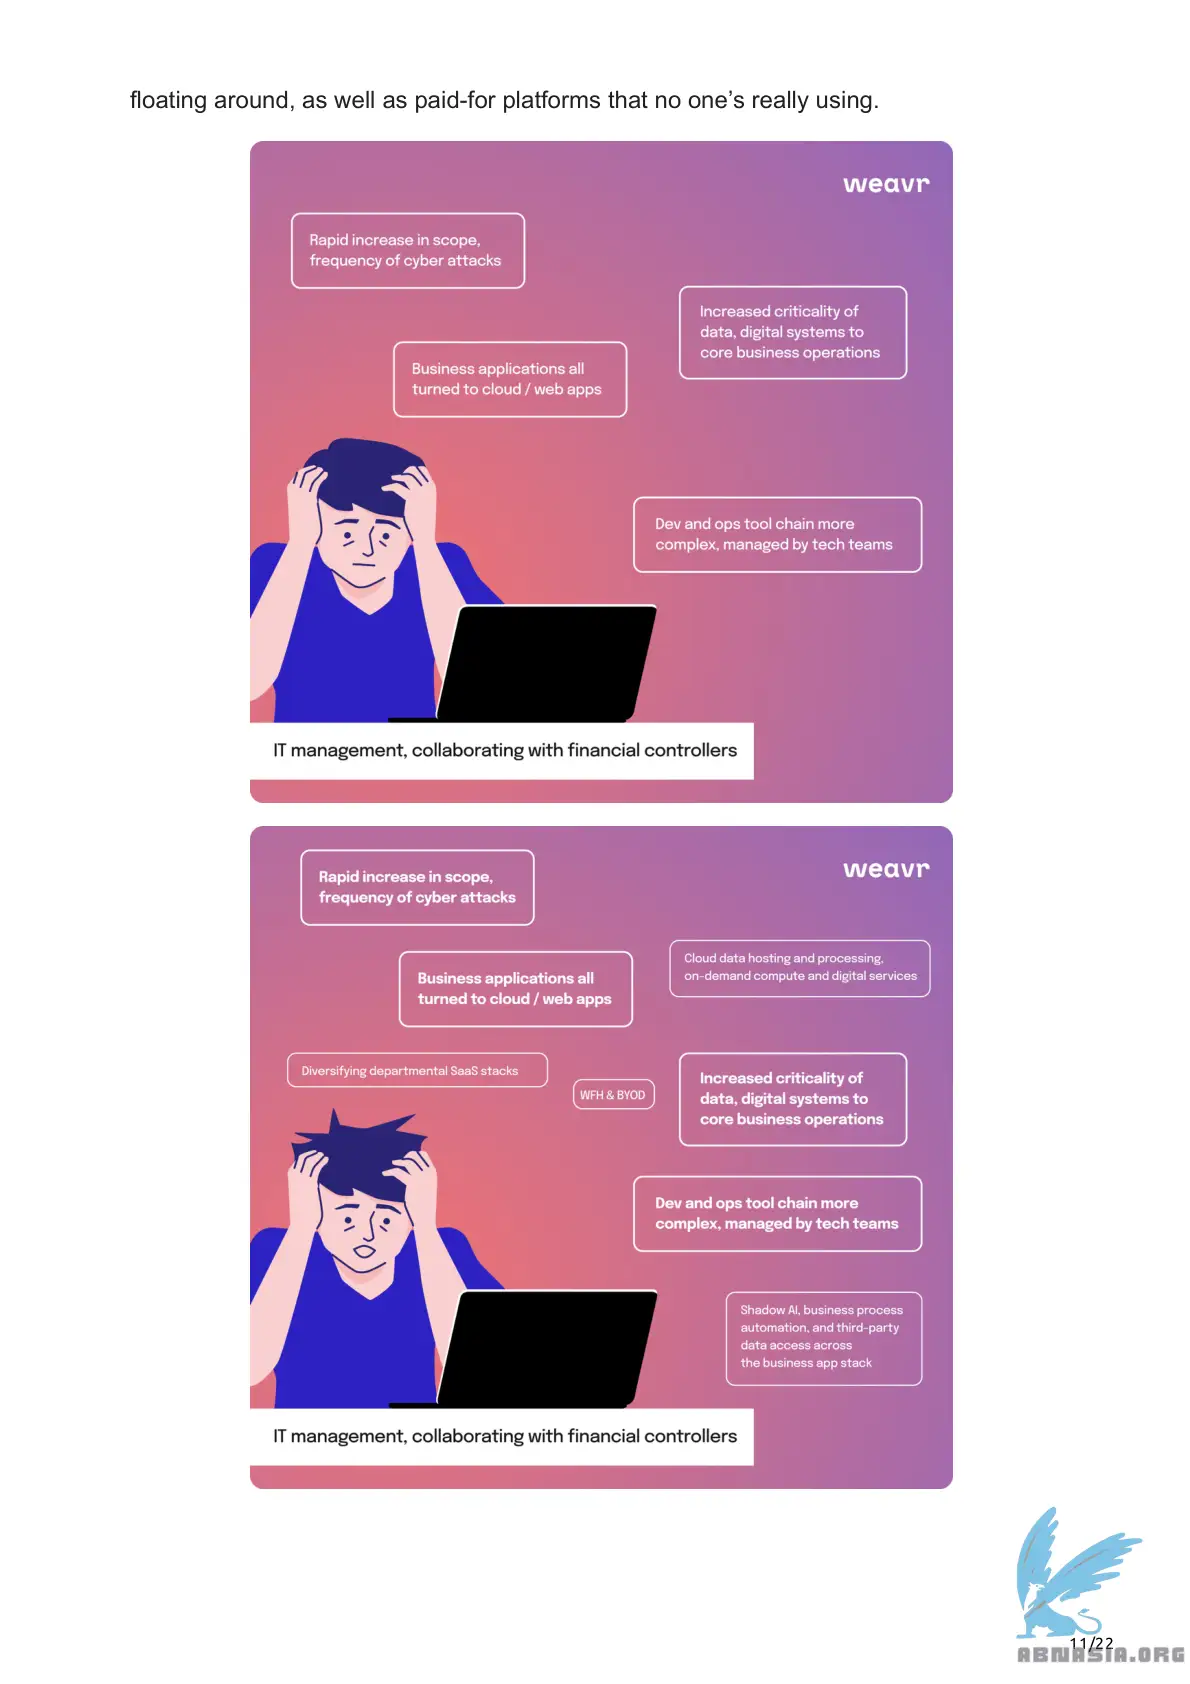 floating around, as well as paid-for platforms that no one’s really using.
weavr
Rapid increase in scope,
frequency of cyber attacks
Increased criticality of
data, digital systems to
core business operations
Business applications all
turned to cloud / web apps
Dev and ops tool chain more
complex, managed by tech teams
IT management, collaborating with financial controllers
weavr
Rapid increase in scope,
frequency of cyber attacks
Cloud data hosting and processing,
on-demand compute and digital services
Business applications all
turned to cloud / web apps
Diversifying departmental SaaS stacks
WFH & BYOD
Increased criticality of
data, digital systems to
core business operations
Dev and ops tool chain more
complex, managed by tech teams
Shadow AI, business process
automation, and third-party
data access across
the business app stack
IT management, collaborating with financial controllers
11/22
ABNASIA.ORG